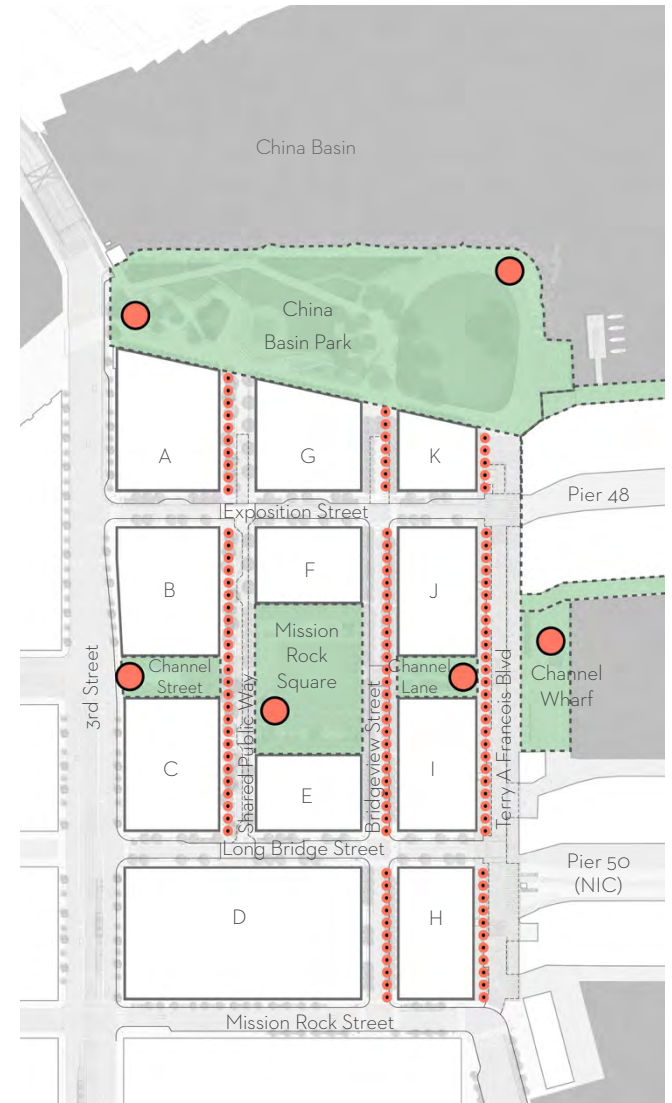 China Basin
China
Basin Park
A
G
K
Pier 48
Exposition Street
F
B
J
Mission
Rock
Square
Channel
Street
Channel
Lane
Channel
Wharf
3rd Street
Shared Public Way
Bridgeview Street
Terry A Francois Blvd
C
E
I
Long Bridge Street
Pier 50
(NIC)
D
H
Mission Rock Street